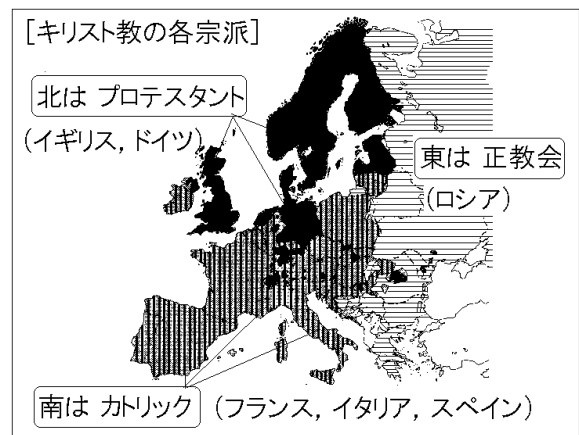 [キリスト教の各宗派]
北は プロテスタント
(イギリス, ドイツ)
東は 正教会
(ロシア)
南は カトリック (フランス, イタリア, スペイン)